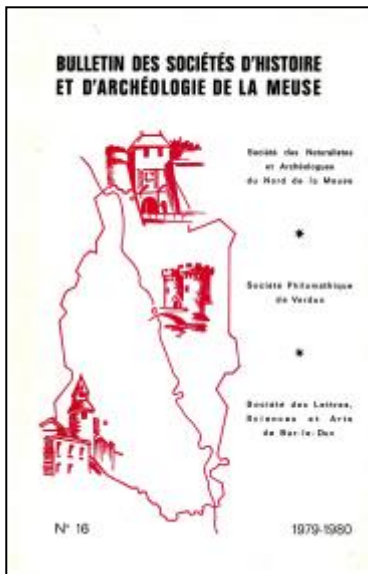 BULLETIN DES SOCIÉTÉS D'HISTOIRE
ET D'ARCHÉOLOGIE DE LA MEUSE
Société des Naturalistes
et Archéologues
du Nord de la Meuse
*
Société Philomathique
de Verdun
*
Société des Lettres,
Sciences et Arts
de Bar-le-Duc
N° 16
1979-1980